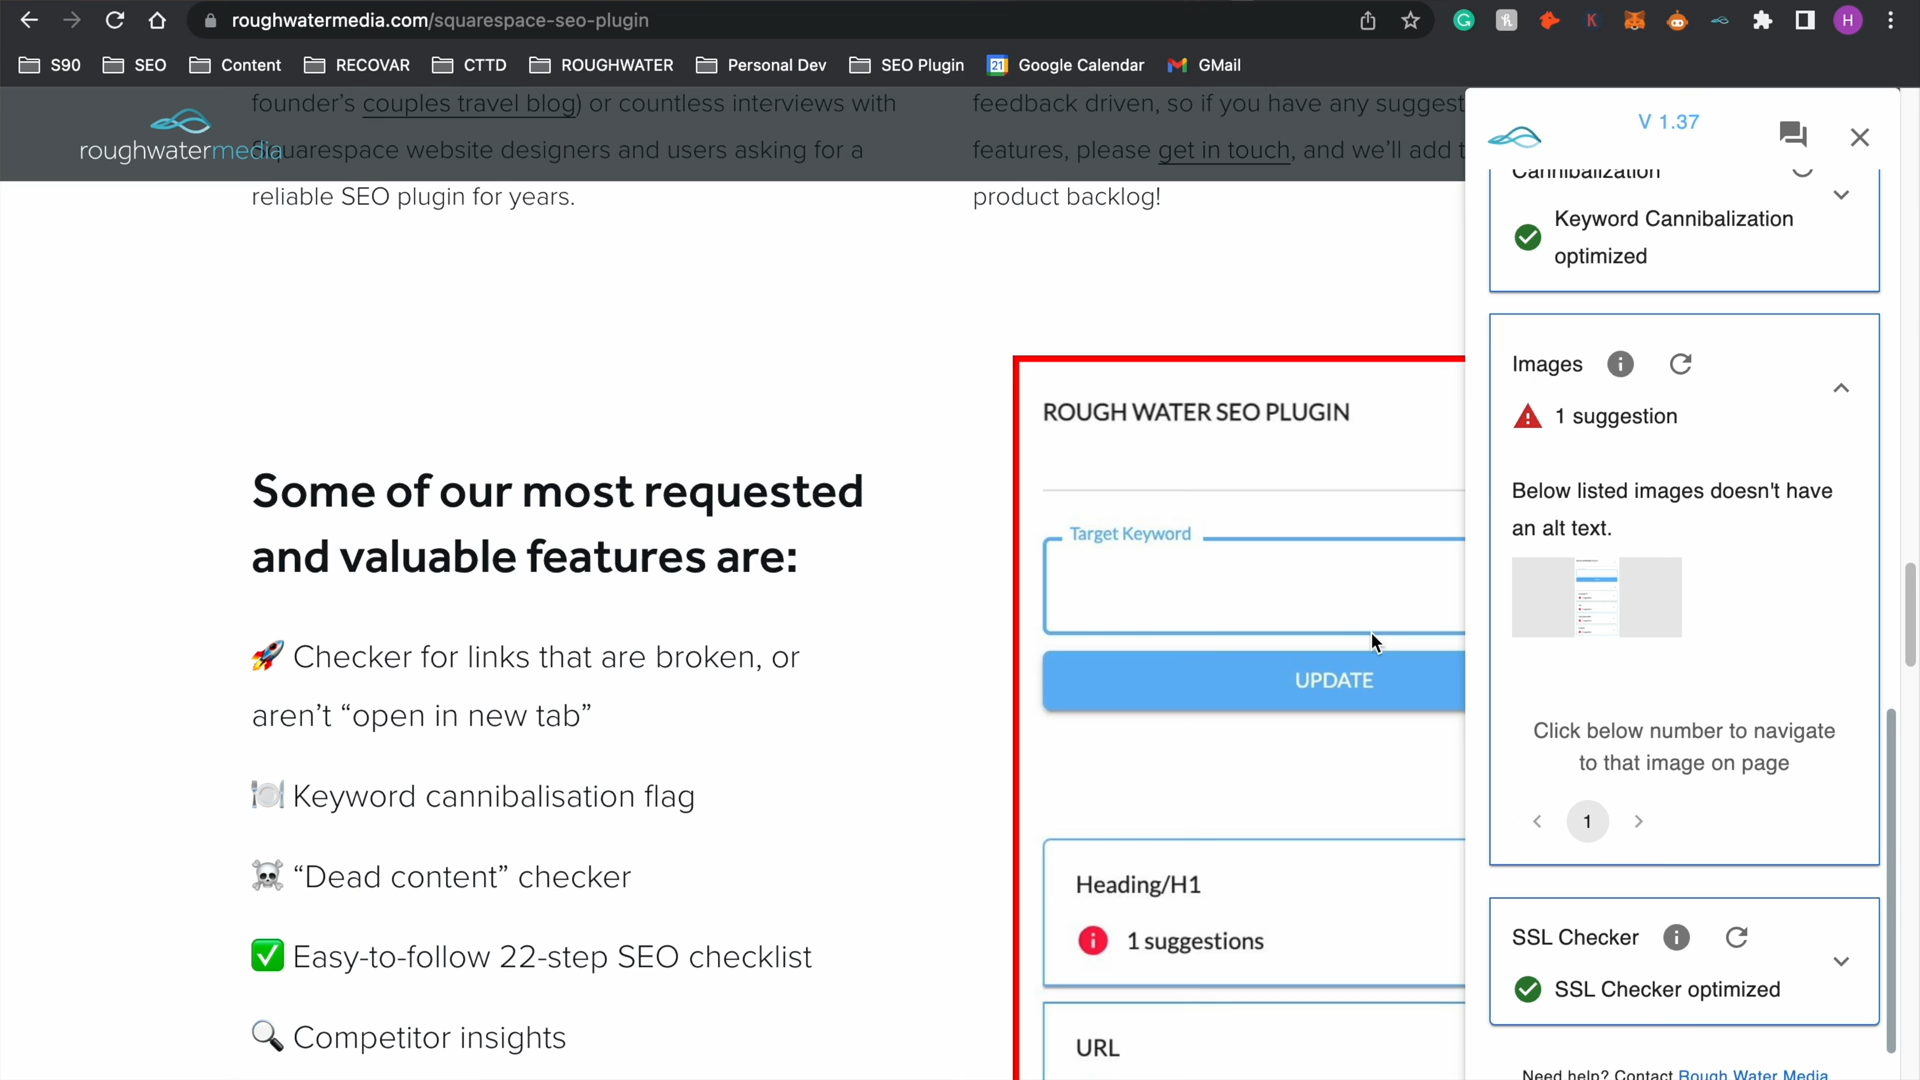 roughwatermedia.com/squarespace-seo-plugin
H
S90
SEO
Content
RECOVAR
CTTD
ROUGHWATER
Personal Dev
SEO Plugin
21
Google Calendar
GMail
roughwatermedia
founder's couples travel blog) or countless interviews with
Squarespace website designers and users asking for a
reliable SEO plugin for years.
feedback driven, so if you have any suggest
features, please get in touch, and we'll add t
product backlog!
Some of our most requested
and valuable features are:
🚀 Checker for links that are broken, or
aren't “open in new tab”
🍽 Keyword cannibalisation flag
☠ “Dead content” checker
✅ Easy-to-follow 22-step SEO checklist
🔍 Competitor insights
ROUGH WATER SEO PLUGIN
Target Keyword
UPDATE
Heading/H1
1 suggestions
URL
V 1.37
Cannibalization
Keyword Cannibalization
optimized
Images
1 suggestion
Below listed images doesn't have
an alt text.
Click below number to navigate
to that image on page
1
SSL Checker
SSL Checker optimized
Need help? Contact Rough Water Media